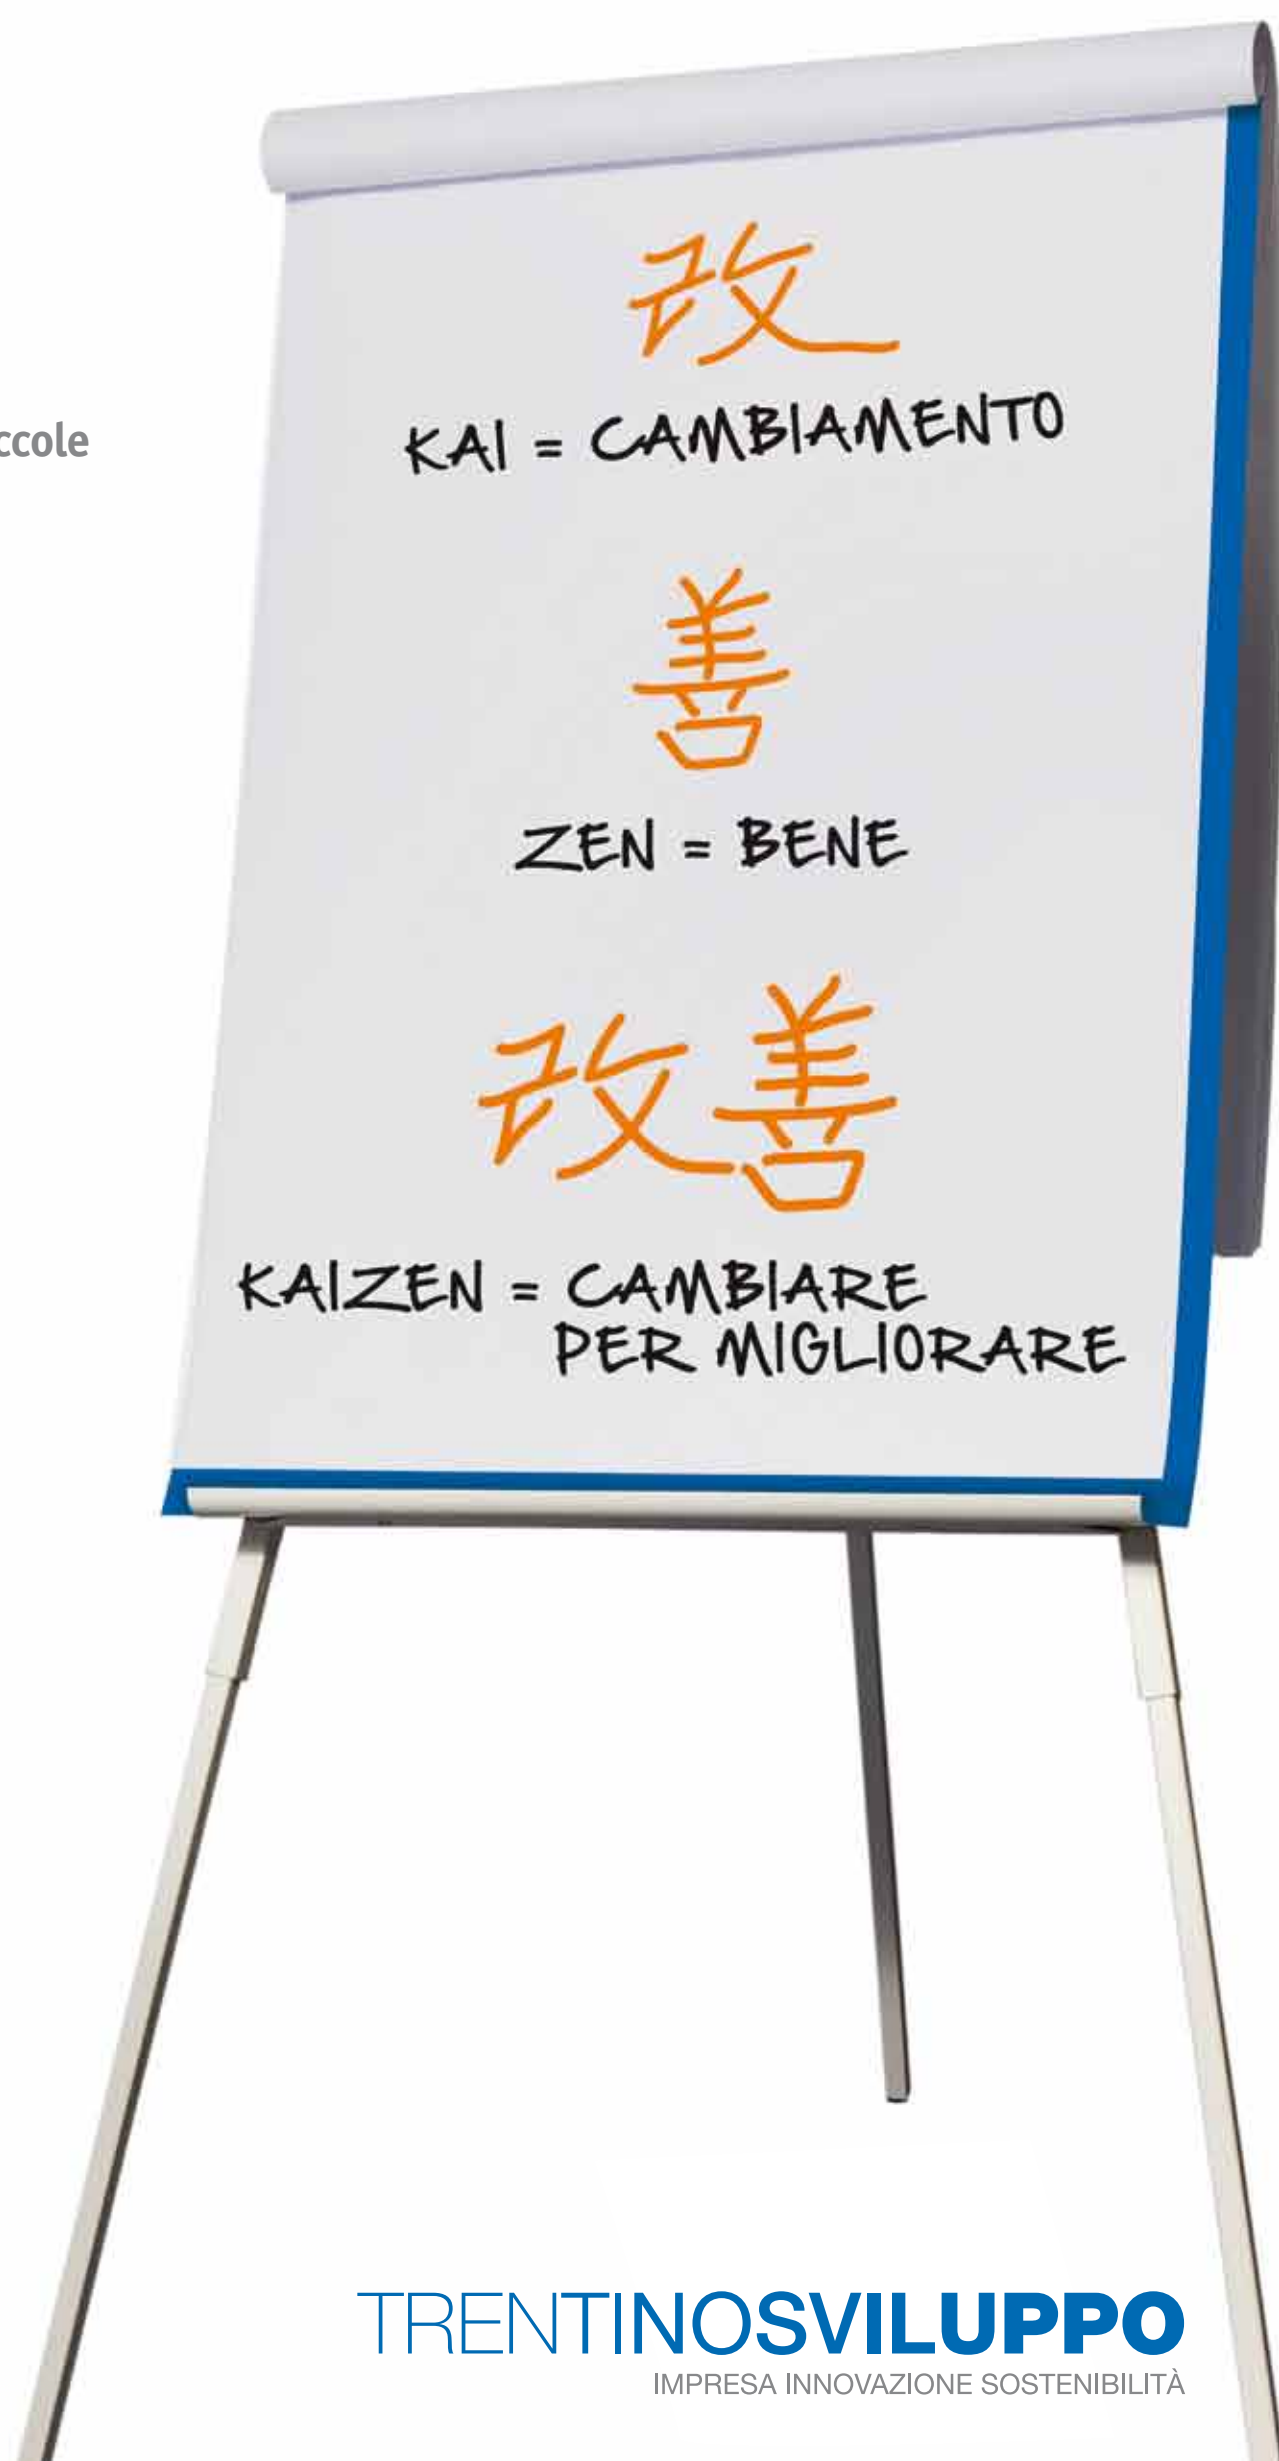 改
KAI = CAMBIAMENTO
善
ZEN = BENE
改善
KAIZEN = CAMBIARE
PER MIGLIORARE
TRENTINOSVILUPPO
IMPRESA INNOVAZIONE SOSTENIBILITÀ